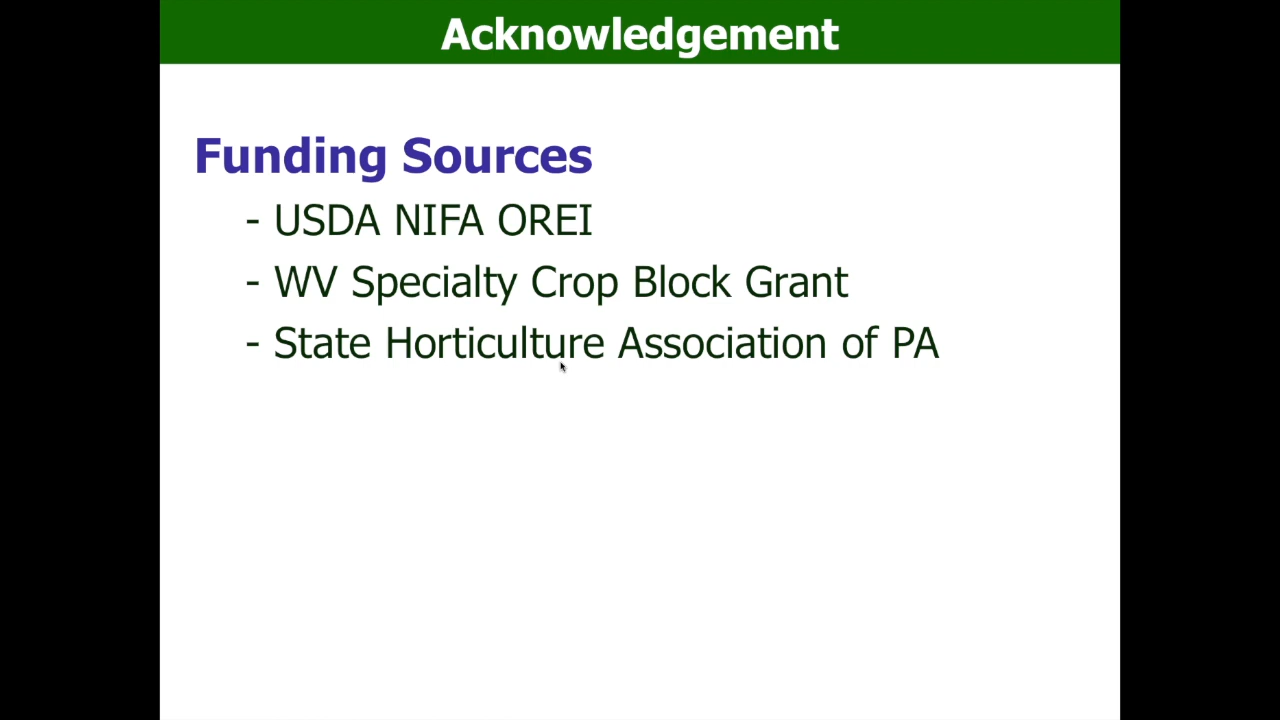 Acknowledgement
Funding Sources
- USDA NIFA OREI
- WV Specialty Crop Block Grant
- State Horticulture Association of PA